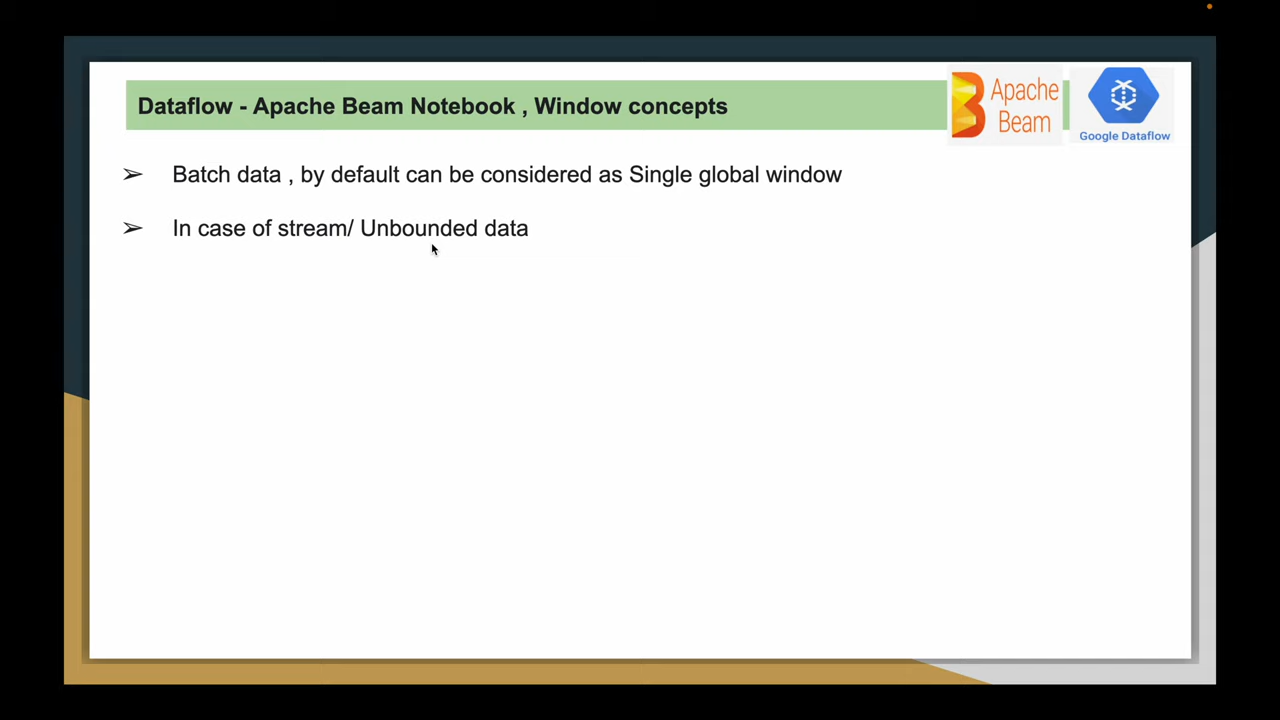 Dataflow - Apache Beam Notebook , Window concepts
Apache
Beam
Google Dataflow
➢ Batch data , by default can be considered as Single global window
➢ In case of stream/ Unbounded data